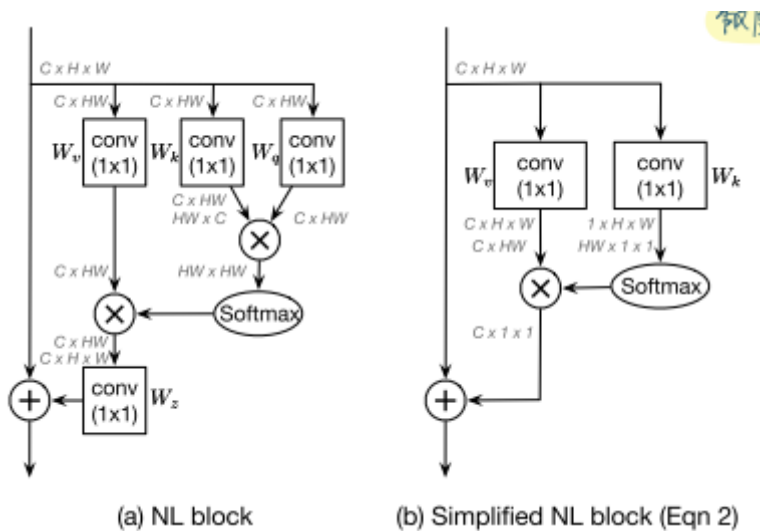 C x H x W
C x HW
C x HW
C x HW
W_v
conv
(1x1)
W_k
conv
(1x1)
W_q
conv
(1x1)
C x HW
HW x C
C x HW
HW x HW
C x HW
Softmax
C x HW
C x H x W
conv
(1x1)
W_z
(a) NL block
C x H x W
W_v
conv
(1x1)
conv
(1x1)
W_k
C x H x W
C x HW
1 x H x W
HW x 1 x 1
Softmax
C x 1 x 1
(b) Simplified NL block (Eqn 2)